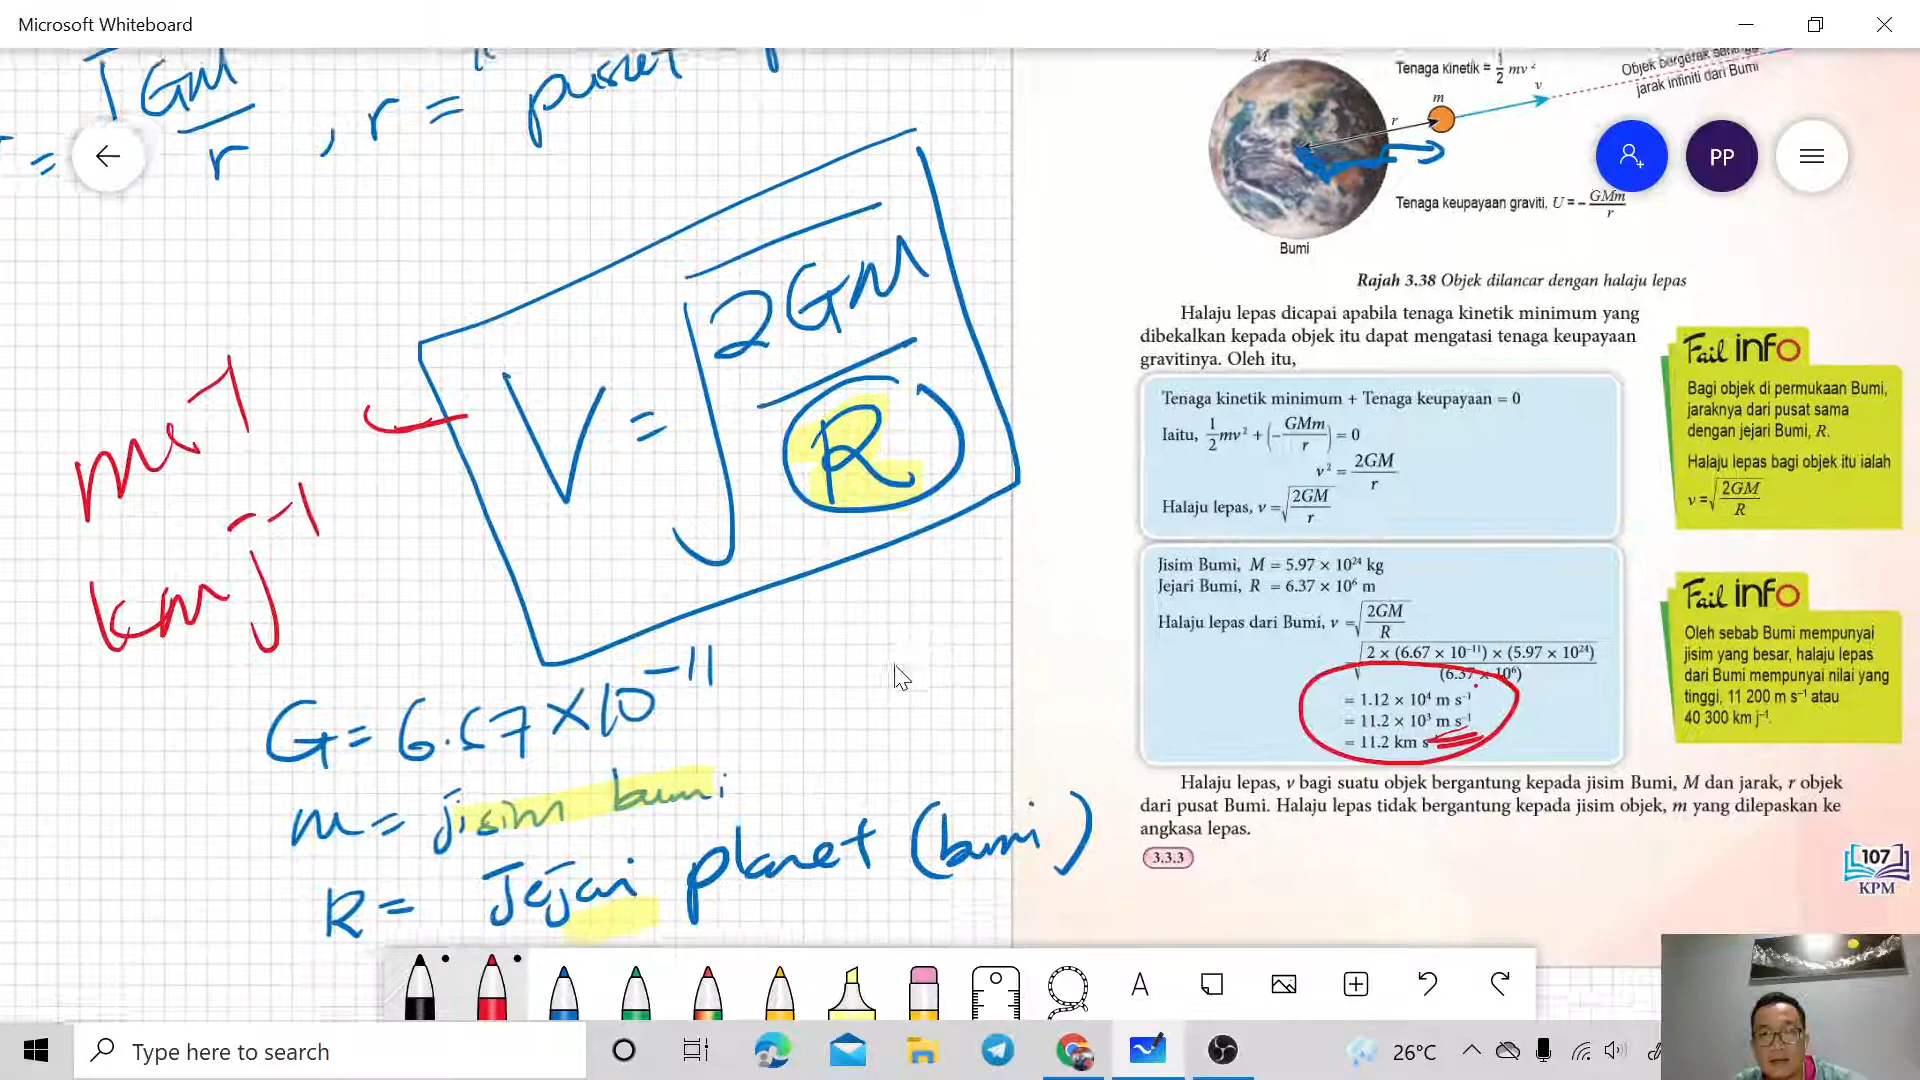 Microsoft Whiteboard
GM
r
, r =
V = √2GM
R
ms⁻¹
km j⁻¹
G = 6.67 × 10⁻¹¹
m = jisim bumi
R = Jejari planet (bumi)
M
Tenaga kinetik = 1/2 mv²
v
m
r
Objek bergerak
jarak infiniti dari Bumi
PP
Tenaga keupayaan graviti, U = – GMm/r
Bumi
Rajah 3.38 Objek dilancar dengan halaju lepas
Halaju lepas dicapai apabila tenaga kinetik minimum yang
dibekalkan kepada objek itu dapat mengatasi tenaga keupayaan
gravitinya. Oleh itu,
Tenaga kinetik minimum + Tenaga keupayaan = 0
Iaitu, 1/2 mv² + (– GMm/r) = 0
v² = 2GM/r
Halaju lepas, v = √2GM/r
Fail info
Bagi objek di permukaan Bumi,
jaraknya dari pusat sama
dengan jejari Bumi, R.
Halaju lepas bagi objek itu ialah
v = √2GM/R
Jisim Bumi, M = 5.97 × 10²⁴ kg
Jejari Bumi, R = 6.37 × 10⁶ m
Halaju lepas dari Bumi, v = √2GM/R
= √2 × (6.67 × 10⁻¹¹) × (5.97 × 10²⁴)
(6.37 × 10⁶)
= 1.12 × 10⁴ m s⁻¹
= 11.2 × 10³ m s⁻¹
= 11.2 km s⁻¹
Fail info
Oleh sebab Bumi mempunyai
jisim yang besar, halaju lepas
dari Bumi mempunyai nilai yang
tinggi, 11 200 m s⁻¹ atau
40 300 km j⁻¹.
Halaju lepas, v bagi suatu objek bergantung kepada jisim Bumi, M dan jarak, r objek
dari pusat Bumi. Halaju lepas tidak bergantung kepada jisim objek, m yang dilepaskan ke
angkasa lepas.
3.3.3
107
KPM
A
Type here to search
26°C